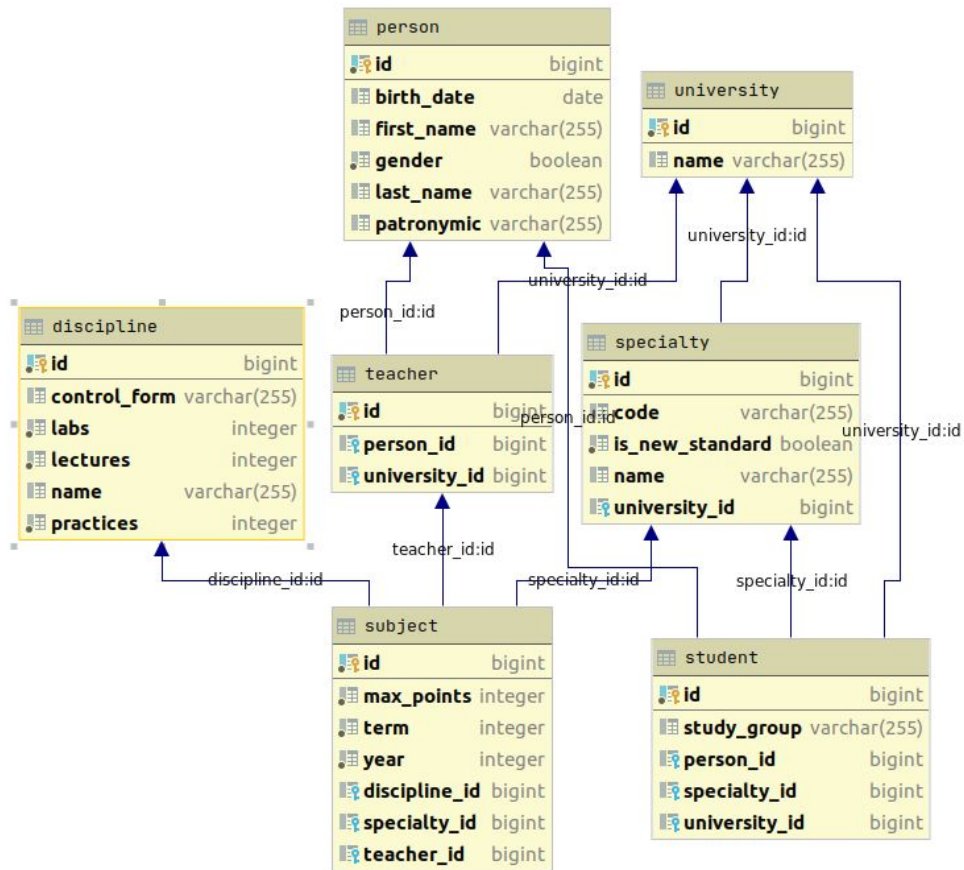 person
id bigint
birth_date date
first_name varchar(255)
gender boolean
last_name varchar(255)
patronymic varchar(255)
university
id bigint
name varchar(255)
university_id:id
university_id:id
person_id:id
discipline
id bigint
control_form varchar(255)
labs integer
lectures integer
name varchar(255)
practices integer
teacher
id bigint
person_id bigint
university_id bigint
specialty
id bigint
code varchar(255)
is_new_standard boolean
name varchar(255)
university_id bigint
person_id:id
university_id:id
teacher_id:id
discipline_id:id
specialty_id:id
specialty_id:id
subject
id bigint
max_points integer
term integer
year integer
discipline_id bigint
specialty_id bigint
teacher_id bigint
student
id bigint
study_group varchar(255)
person_id bigint
specialty_id bigint
university_id bigint